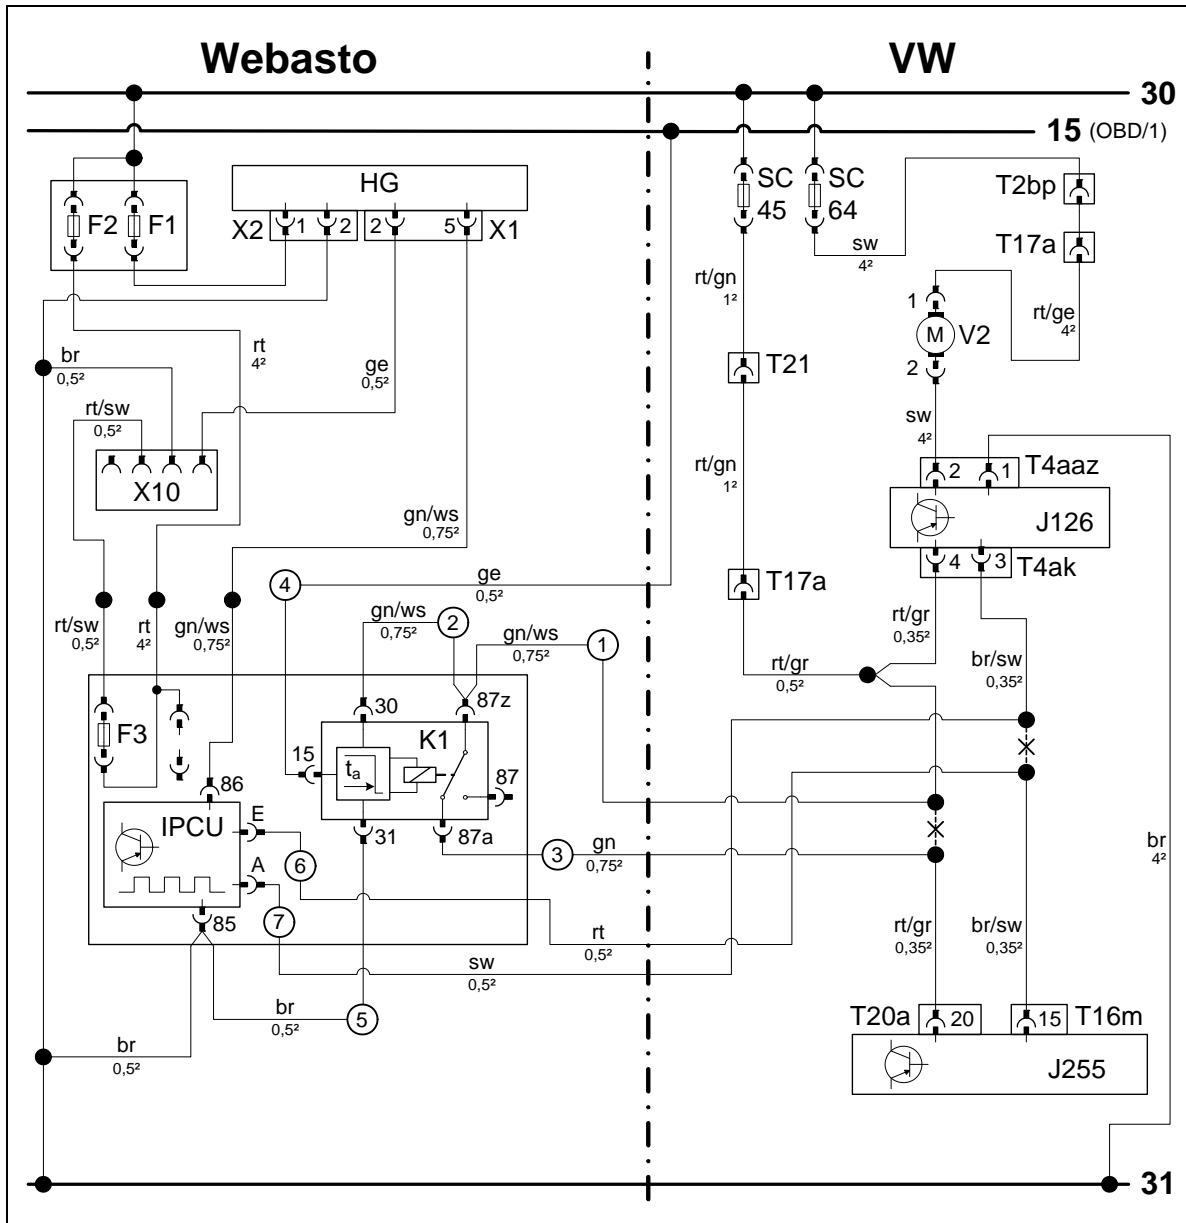 Webasto
VW
30
15 (OBD/1)
HG
F2
F1
X2
1
2
2
5
X1
SC
45
SC
64
T2bp
T17a
sw
4²
rt/gn
1²
1
M
V2
2
rt/ge
4²
br
0,5²
rt
4²
ge
0,5²
T21
rt/sw
0,5²
sw
4²
rt/gn
1²
2
1
T4aaz
X10
J126
gn/ws
0,75²
4
3
T4ak
4
ge
0,5²
T17a
rt/sw
0,5²
rt
4²
gn/ws
0,75²
gn/ws
0,75²
2
gn/ws
0,75²
1
rt/gr
0,35²
rt/gr
0,5²
br/sw
0,35²
30
87z
F3
K1
15
ta
87
86
IPCU
E
31
87a
3
gn
0,75²
6
A
7
85
br
4²
rt
0,5²
rt/gr
0,35²
br/sw
0,35²
sw
0,5²
br
0,5²
5
T20a
20
15
T16m
br
0,5²
J255
31